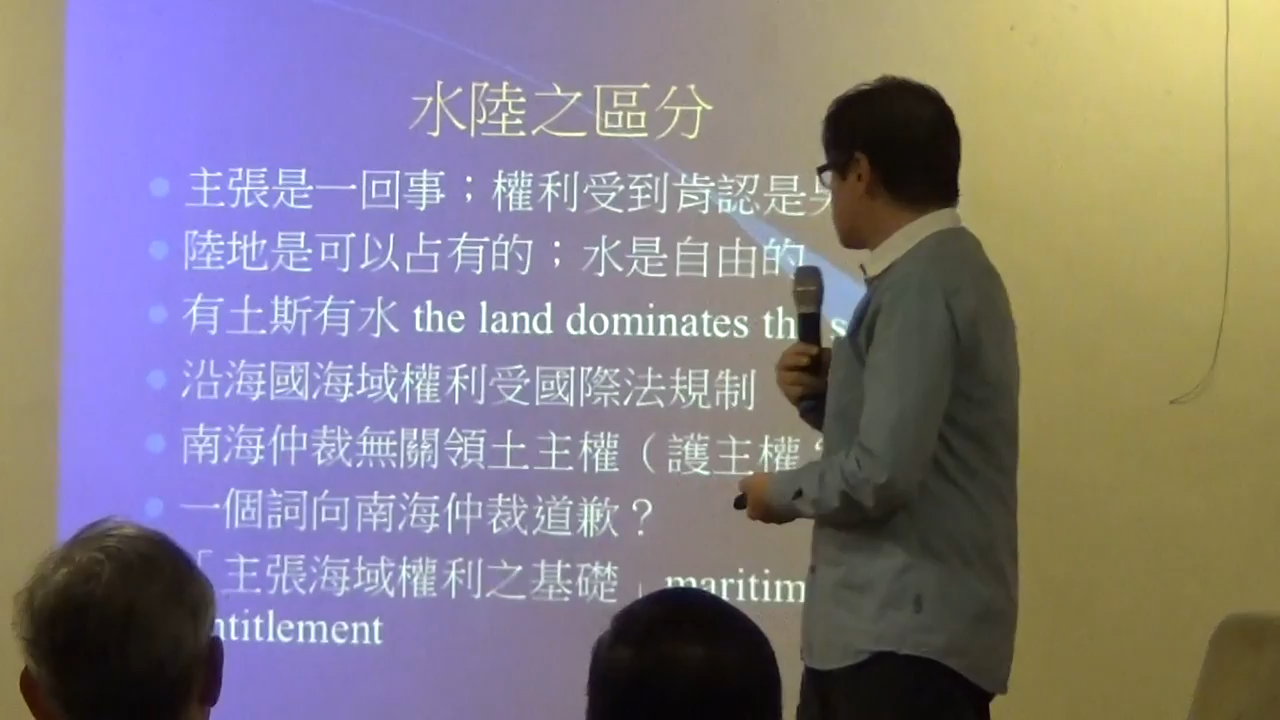 水陸之區分
主張是一回事；權利受到肯認是
陸地是可以占有的；水是自由的
有土斯有水 the land dominates
沿海國海域權利受國際法規制
南海仲裁無關領土主權（護主權
一個詞向南海仲裁道歉？
「主張海域權利之基礎」